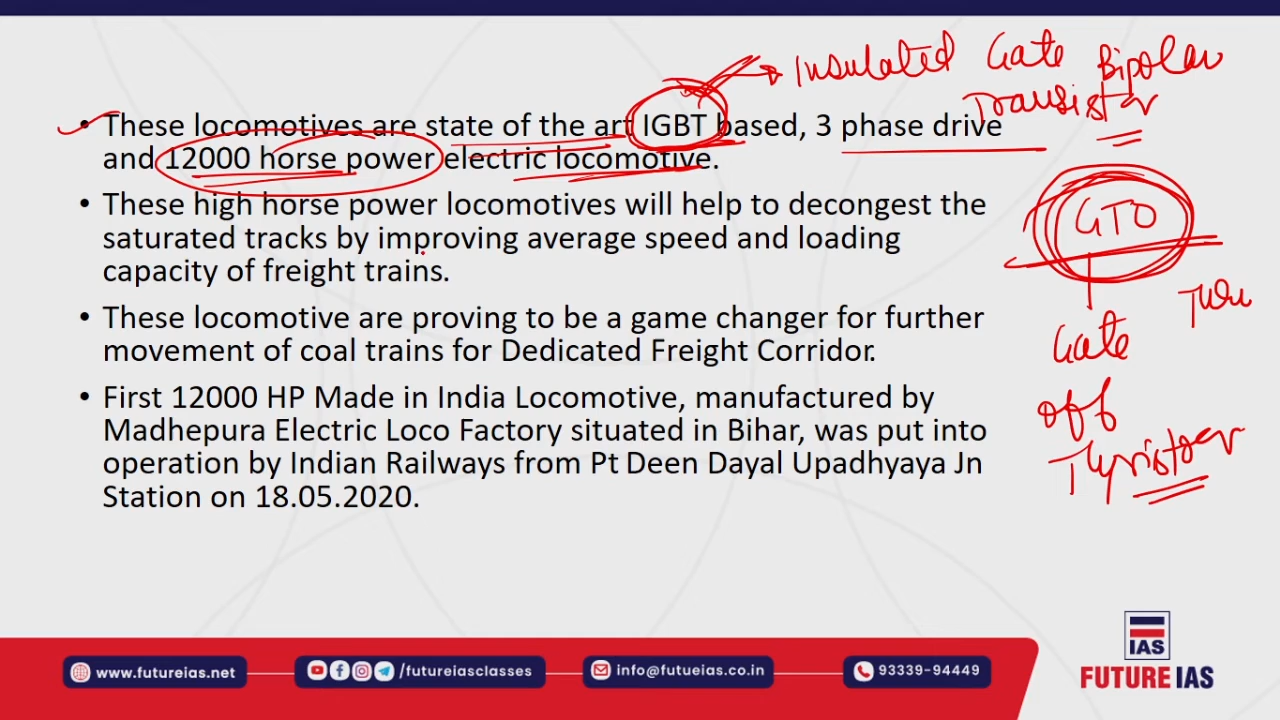 Insulated Gate Bipolar
Transister
• These locomotives are state of the art IGBT based, 3 phase drive
and 12000 horse power electric locomotive.
• These high horse power locomotives will help to decongest the
saturated tracks by improving average speed and loading
capacity of freight trains.
• These locomotive are proving to be a game changer for further
movement of coal trains for Dedicated Freight Corridor.
• First 12000 HP Made in India Locomotive, manufactured by
Madhepura Electric Loco Factory situated in Bihar, was put into
operation by Indian Railways from Pt Deen Dayal Upadhyaya Jn
Station on 18.05.2020.
GTO
Gate
off
Thyristor
IAS
FUTURE IAS
www.futureias.net
/futureiasclasses
info@futueias.co.in
93339-94449